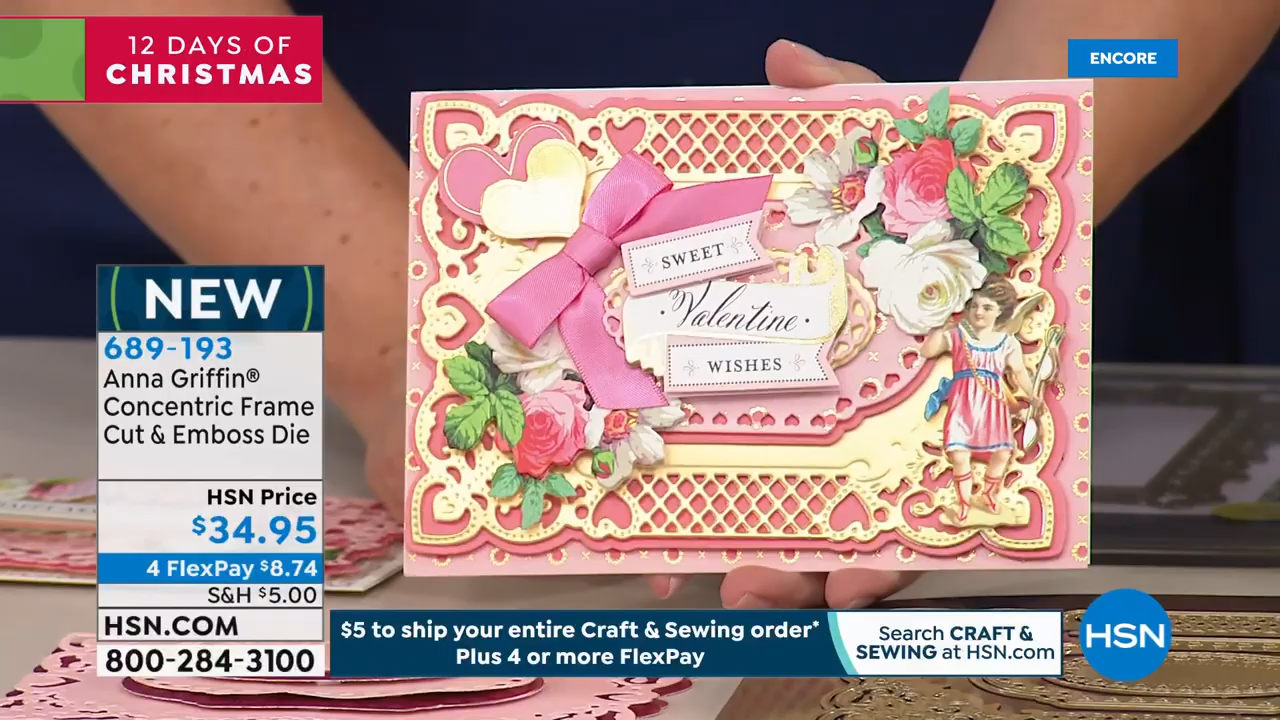 12 DAYS OF
CHRISTMAS
ENCORE
SWEET
Valentine
WISHES
NEW
689-193
Anna Griffin®
Concentric Frame
Cut & Emboss Die
HSN Price
$34.95
4 FlexPay $8.74
S&H $5.00
HSN.COM
800-284-3100
$5 to ship your entire Craft & Sewing order*
Plus 4 or more FlexPay
Search CRAFT &
SEWING at HSN.com
HSN